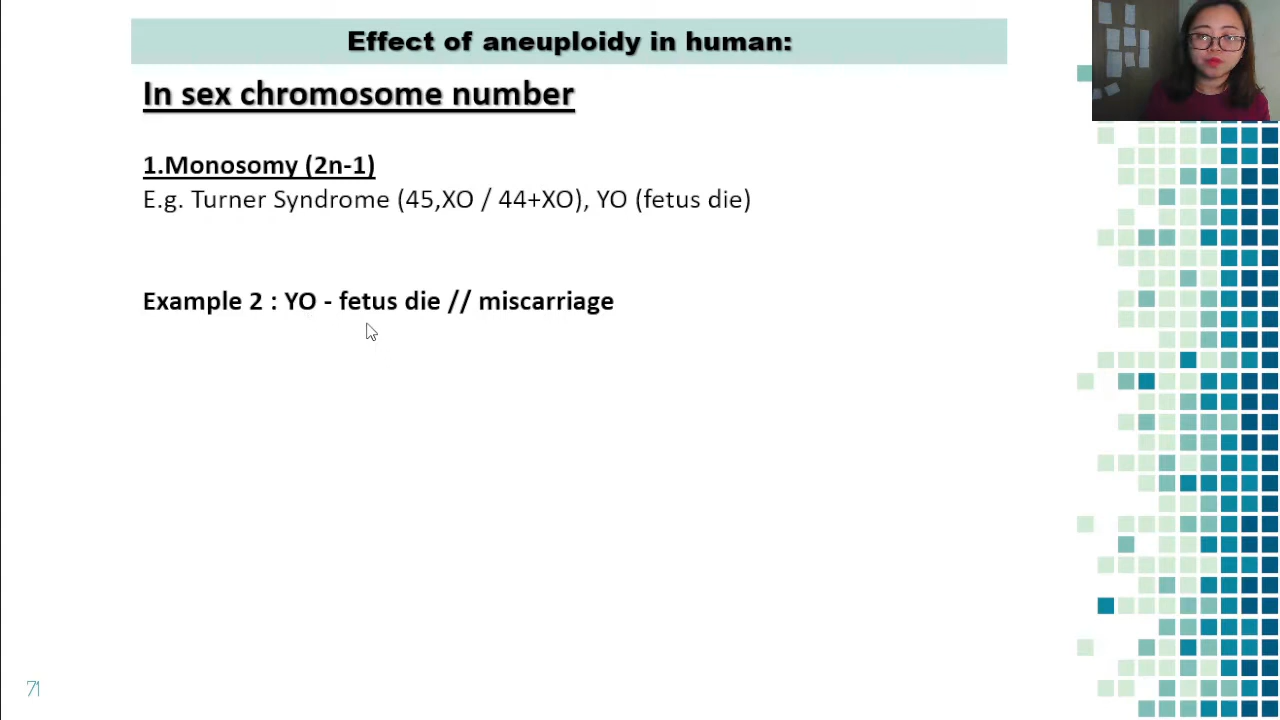 Effect of aneuploidy in human:
In sex chromosome number
1.Monosomy (2n-1)
E.g. Turner Syndrome (45,XO / 44+XO), YO (fetus die)
Example 2 : YO - fetus die // miscarriage
71